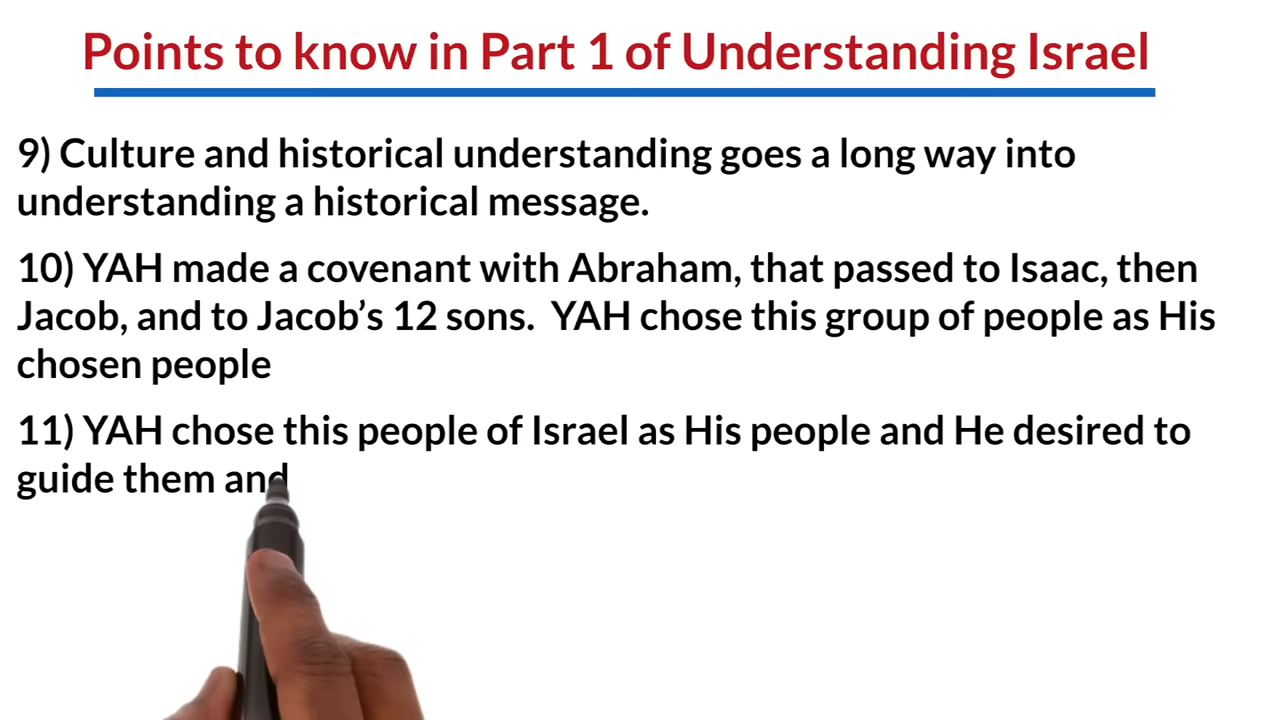 Points to know in Part 1 of Understanding Israel
9) Culture and historical understanding goes a long way into
understanding a historical message.
10) YAH made a covenant with Abraham, that passed to Isaac, then
Jacob, and to Jacob’s 12 sons.  YAH chose this group of people as His
chosen people
11) YAH chose this people of Israel as His people and He desired to
guide them and